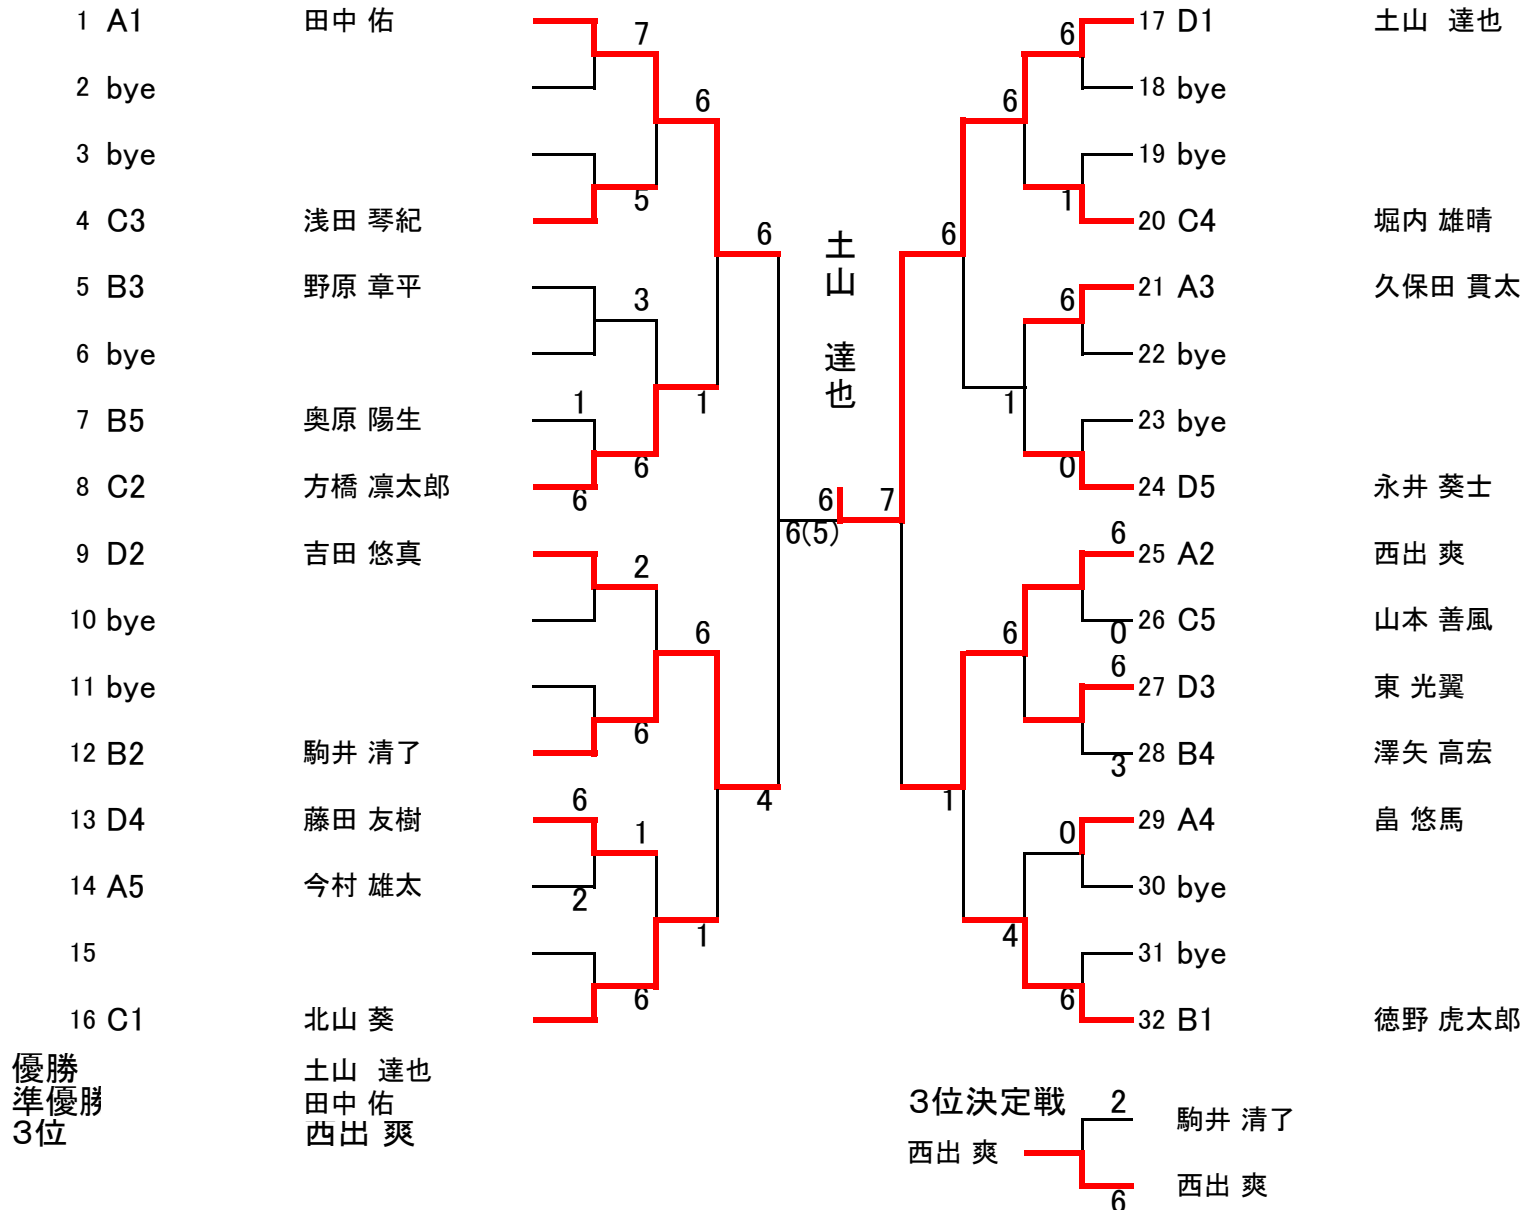 1 A1 田中 佑
7
6
17 D1 土山 達也
2 bye
6
6
18 bye
3 bye
19 bye
4 C3 浅田 琴紀
5
1
20 C4 堀内 雄晴
6
土山 達也
6
5 B3 野原 章平
3
6
21 A3 久保田 貫太
6 bye
22 bye
1
1
1
7 B5 奥原 陽生
23 bye
6
0
8 C2 方橋 凛太郎
6
24 D5 永井 葵士
6
7
6(5)
6
9 D2 吉田 悠真
2
25 A2 西出 爽
10 bye
6
6
0
26 C5 山本 善風
6
11 bye
27 D3 東 光翼
6
12 B2 駒井 清了
3
28 B4 澤矢 高宏
6
4
1
13 D4 藤田 友樹
1
0
29 A4 畠 悠馬
14 A5 今村 雄太
2
30 bye
1
4
15
31 bye
6
6
16 C1 北山 葵
32 B1 徳野 虎太郎
優勝 土山 達也
準優勝 田中 佑
3位 西出 爽
3位決定戦
2
駒井 清了
西出 爽
西出 爽
6